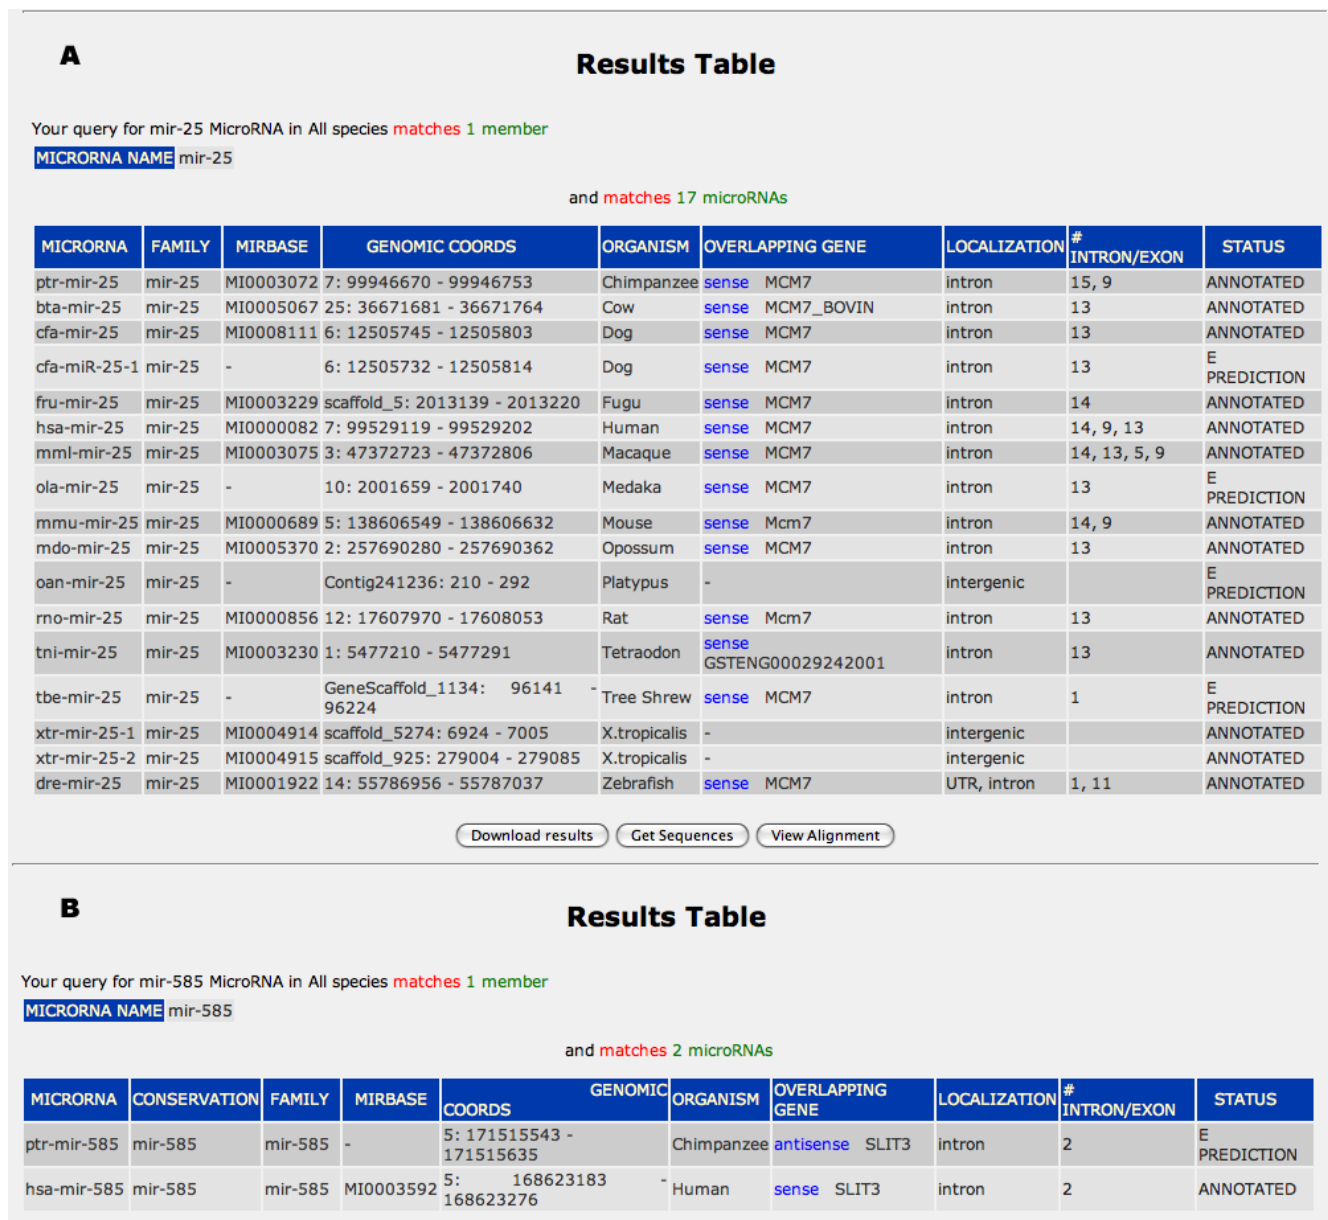 A
Results Table
Your query for mir-25 MicroRNA in All species matches 1 member
MICRORNA NAME mir-25
and matches 17 microRNAs
MICRORNA FAMILY MIRBASE GENOMIC COORDS ORGANISM OVERLAPPING GENE LOCALIZATION # INTRON/EXON STATUS
ptr-mir-25 mir-25 MI0003072 7: 99946670 - 99946753 Chimpanzee sense MCM7 intron 15, 9 ANNOTATED
bta-mir-25 mir-25 MI0005067 25: 36671681 - 36671764 Cow sense MCM7_BOVIN intron 13 ANNOTATED
cfa-mir-25 mir-25 MI0008111 6: 12505745 - 12505803 Dog sense MCM7 intron 13 ANNOTATED
cfa-miR-25-1 mir-25 - 6: 12505732 - 12505814 Dog sense MCM7 intron 13 E PREDICTION
fru-mir-25 mir-25 MI0003229 scaffold_5: 2013139 - 2013220 Fugu sense MCM7 intron 14 ANNOTATED
hsa-mir-25 mir-25 MI0000082 7: 99529119 - 99529202 Human sense MCM7 intron 14, 9, 13 ANNOTATED
mml-mir-25 mir-25 MI0003075 3: 47372723 - 47372806 Macaque sense MCM7 intron 14, 13, 5, 9 ANNOTATED
ola-mir-25 mir-25 - 10: 2001659 - 2001740 Medaka sense MCM7 intron 13 E PREDICTION
mmu-mir-25 mir-25 MI0000689 5: 138606549 - 138606632 Mouse sense Mcm7 intron 14, 9 ANNOTATED
mdo-mir-25 mir-25 MI0005370 2: 257690280 - 257690362 Opossum sense MCM7 intron 13 ANNOTATED
oan-mir-25 mir-25 - Contig241236: 210 - 292 Platypus - intergenic E PREDICTION
rno-mir-25 mir-25 MI0000856 12: 17607970 - 17608053 Rat sense Mcm7 intron 13 ANNOTATED
tni-mir-25 mir-25 MI0003230 1: 5477210 - 5477291 Tetraodon sense GSTENG00029242001 intron 13 ANNOTATED
tbe-mir-25 mir-25 - GeneScaffold_1134: 96141 - 96224 Tree Shrew sense MCM7 intron 1 E PREDICTION
xtr-mir-25-1 mir-25 MI0004914 scaffold_5274: 6924 - 7005 X.tropicalis - intergenic ANNOTATED
xtr-mir-25-2 mir-25 MI0004915 scaffold_925: 279004 - 279085 X.tropicalis - intergenic ANNOTATED
dre-mir-25 mir-25 MI0001922 14: 55786956 - 55787037 Zebrafish sense MCM7 UTR, intron 1, 11 ANNOTATED
Download results Get Sequences View Alignment
B
Results Table
Your query for mir-585 MicroRNA in All species matches 1 member
MICRORNA NAME mir-585
and matches 2 microRNAs
MICRORNA CONSERVATION FAMILY MIRBASE GENOMIC COORDS ORGANISM OVERLAPPING GENE LOCALIZATION # INTRON/EXON STATUS
ptr-mir-585 mir-585 mir-585 - 5: 171515543 - 171515635 Chimpanzee antisense SLIT3 intron 2 E PREDICTION
hsa-mir-585 mir-585 mir-585 MI0003592 5: 168623183 - 168623276 Human sense SLIT3 intron 2 ANNOTATED